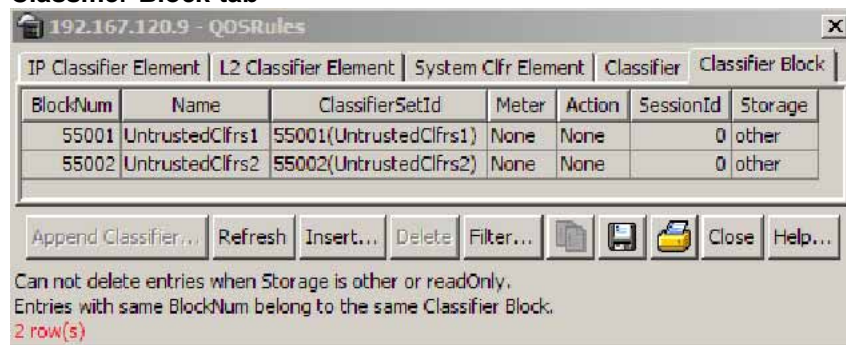 192.167.120.9 - QOSRules
IP Classifier Element L2 Classifier Element System Clfr Element Classifier Classifier Block
BlockNum Name ClassifierSetId Meter Action SessionId Storage
55001 UntrustedClfrs1 55001(UntrustedClfrs1) None None 0 other
55002 UntrustedClfrs2 55002(UntrustedClfrs2) None None 0 other
Append Classifier... Refresh Insert... Delete Filter... Close Help...
Can not delete entries when Storage is other or readOnly.
Entries with same BlockNum belong to the same Classifier Block.
2 row(s)